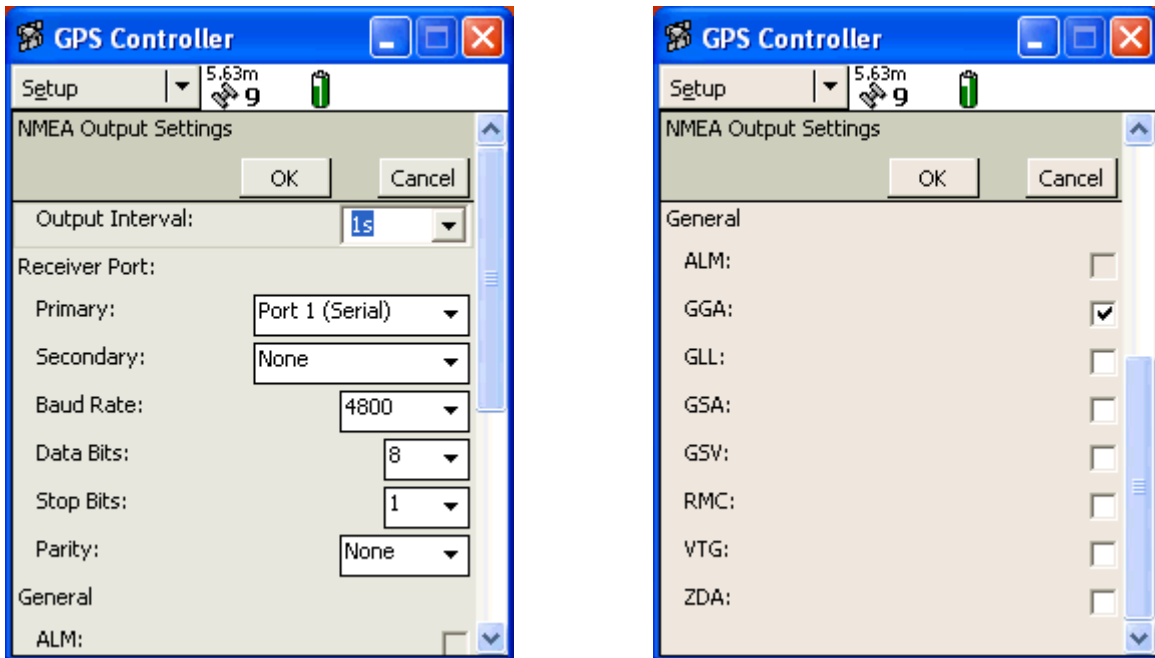 GPS Controller
Setup
5.63m
9
NMEA Output Settings
OK Cancel
Output Interval: 1s
Receiver Port:
Primary: Port 1 (Serial)
Secondary: None
Baud Rate: 4800
Data Bits: 8
Stop Bits: 1
Parity: None
General
ALM:
GPS Controller
Setup
5.63m
9
NMEA Output Settings
OK Cancel
General
ALM:
GGA:
GLL:
GSA:
GSV:
RMC:
VTG:
ZDA: